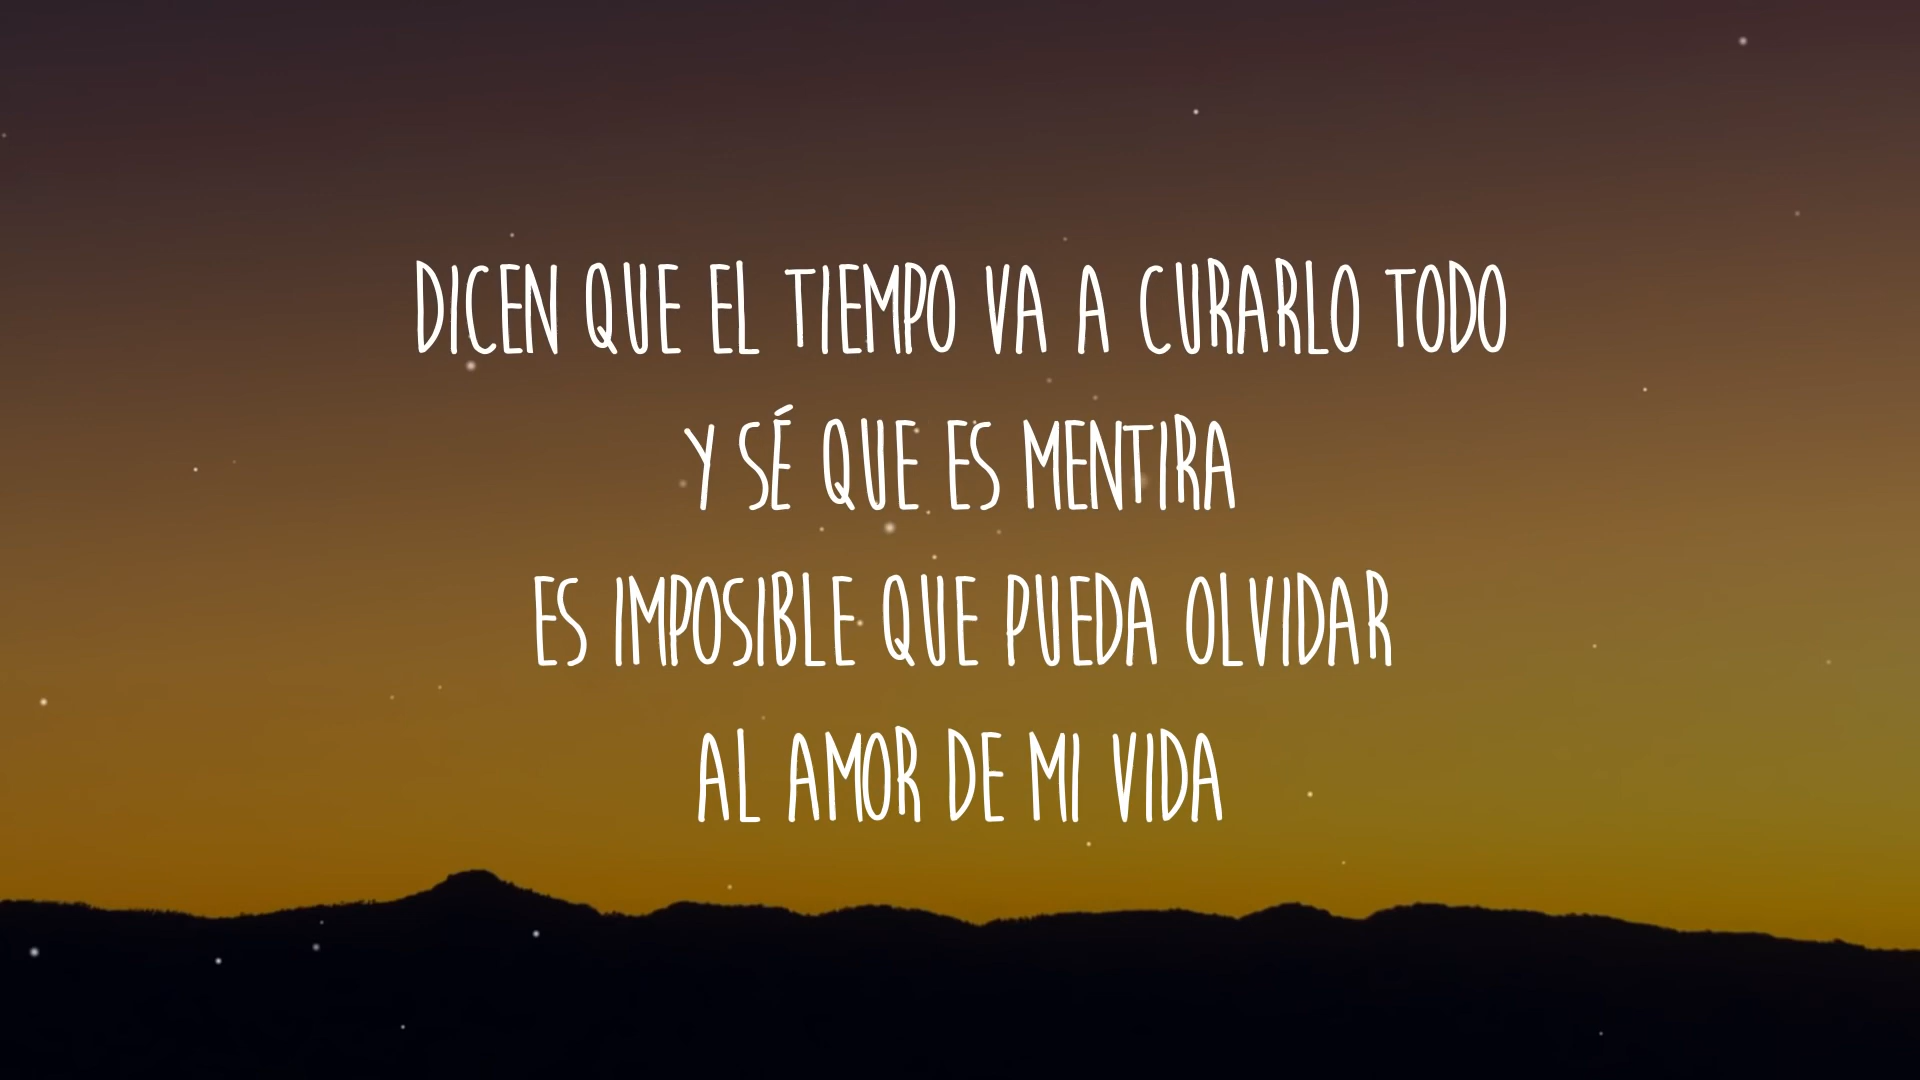 DICEN QUE EL TIEMPO VA A CURARLO TODO
Y SÉ QUE ES MENTIRA
ES IMPOSIBLE QUE PUEDA OLVIDAR
AL AMOR DE MI VIDA